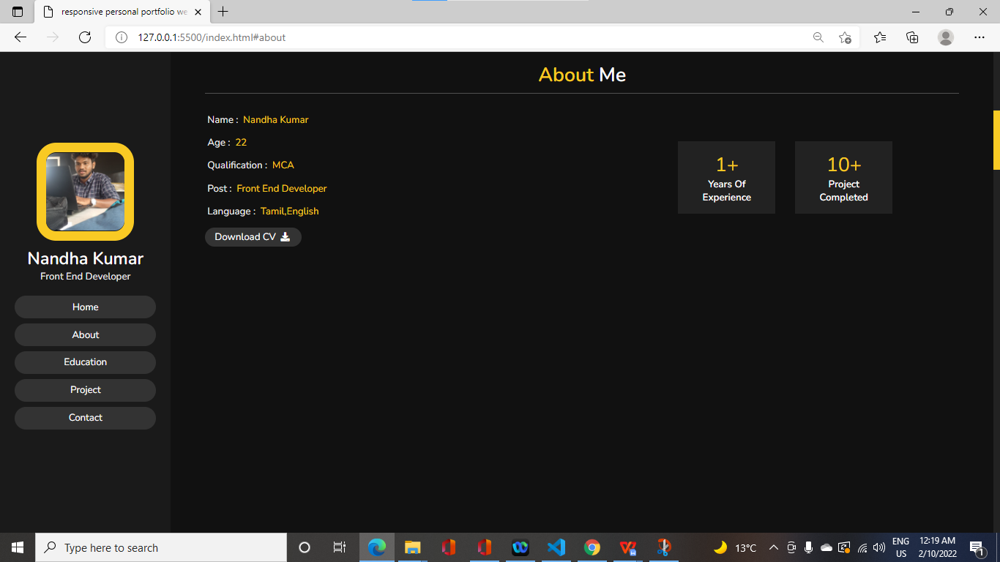 responsive personal portfolio we
127.0.0.1:5500/index.html#about
About Me
Name : Nandha Kumar
Age : 22
Qualification : MCA
Post : Front End Developer
Language : Tamil,English
Download CV
1+
Years Of
Experience
10+
Project
Completed
Nandha Kumar
Front End Developer
Home
About
Education
Project
Contact
Type here to search
13°C
ENG
US
12:19 AM
2/10/2022
1